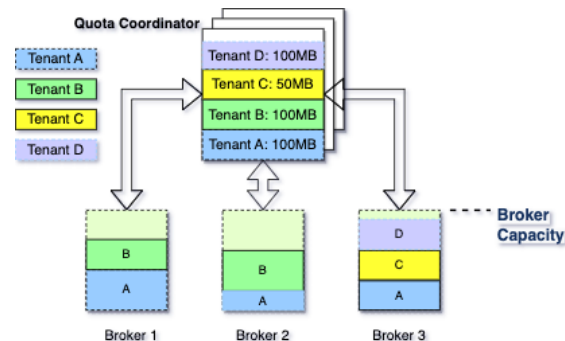 Quota Coordinator
Tenant A
Tenant B
Tenant C
Tenant D
Tenant D: 100MB
Tenant C: 50MB
Tenant B: 100MB
Tenant A: 100MB
B
A
B
A
D
C
A
Broker
Capacity
Broker 1
Broker 2
Broker 3